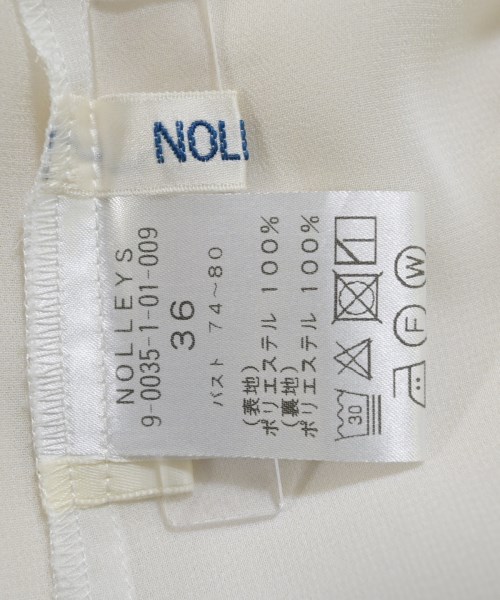 NOLL
NOLLEYS
9-0035-1-01-009
36
バスト 74～80
(表地)
ポリエステル 100%
(裏地)
ポリエステル 100%
30
F W